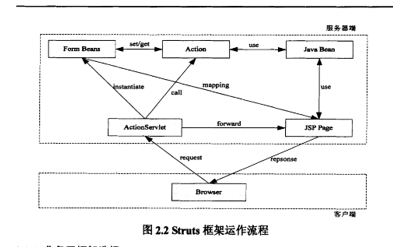 服务器端
Form Beans
set/get
Action
use
Java Bean
instantiate
call
mapping
use
ActionServlet
forward
JSP Page
request
repsonse
Browser
客户端
图 2.2 Struts 框架运作流程